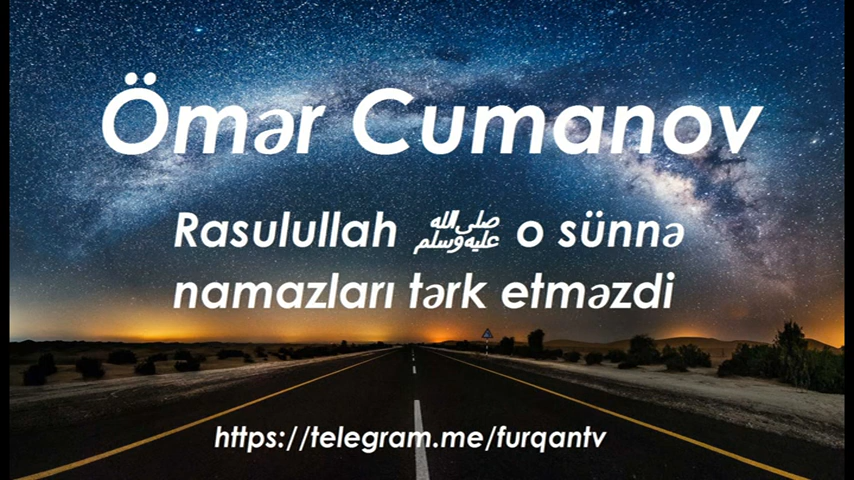 Ömər Cumanov
Rasulullah ﷺ o sünnə
namazları tərk etməzdi
https://telegram.me/furqantv